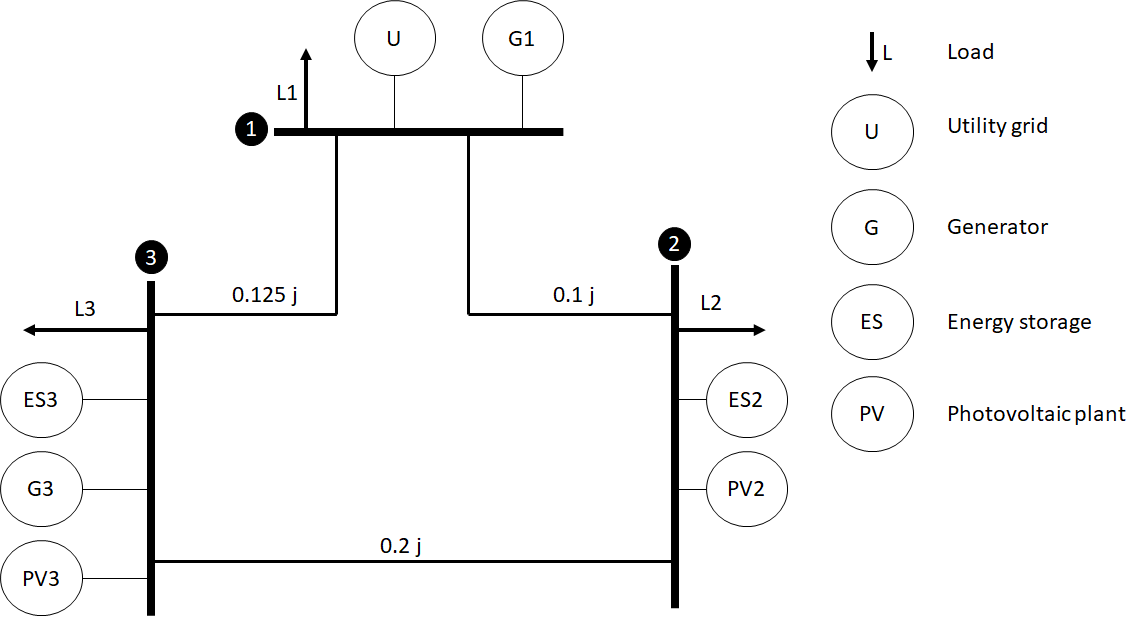 U
G1
L1
1
3
2
0.125 j
0.1 j
L3
L2
ES3
ES2
G3
PV2
PV3
0.2 j
L Load
U Utility grid
G Generator
ES Energy storage
PV Photovoltaic plant